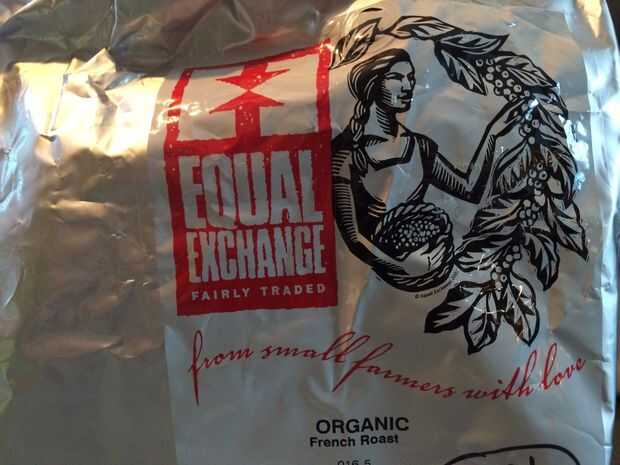 EQUAL
EXCHANGE
FAIRLY TRADED
from small farmers with love
ORGANIC
French Roast